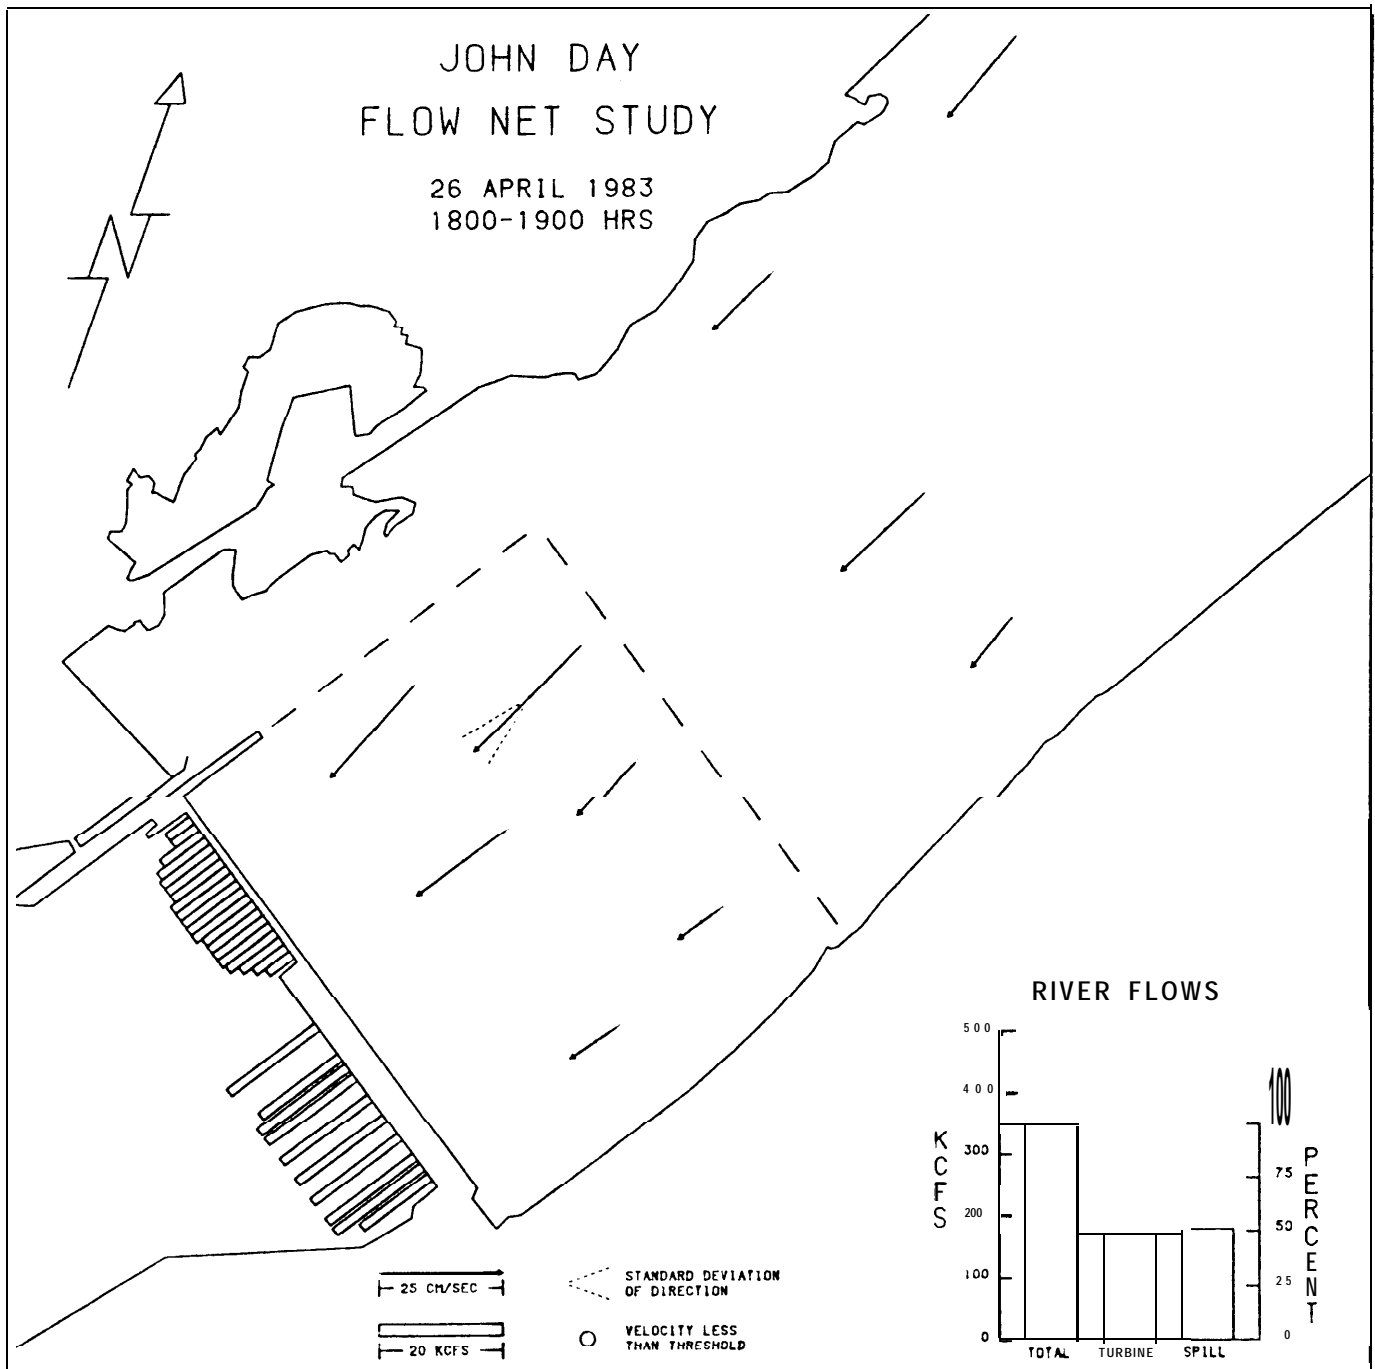 JOHN DAY
FLOW NET STUDY
26 APRIL 1983
1800-1900 HRS
N
RIVER FLOWS
500
400
300
200
100
0
KCFS
100
75
50
25
0
PERCENT
TOTAL TURBINE SPILL
25 CM/SEC
20 KCFS
STANDARD DEVIATION
OF DIRECTION
VELOCITY LESS
THAN THRESHOLD